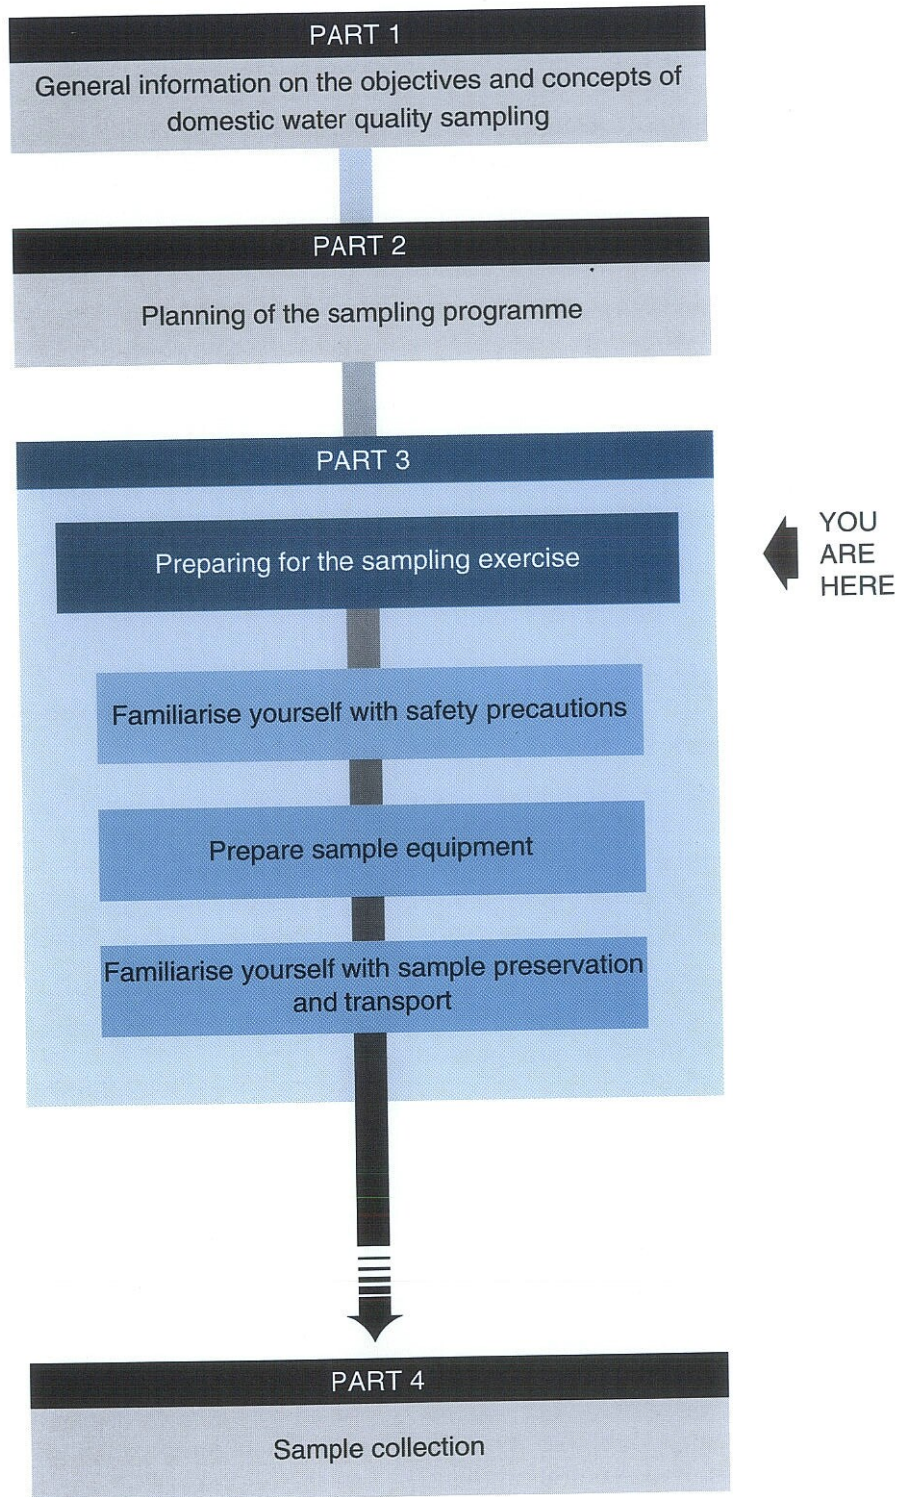 PART 1
General information on the objectives and concepts of
domestic water quality sampling
PART 2
Planning of the sampling programme
PART 3
Preparing for the sampling exercise
YOU
ARE
HERE
Familiarise yourself with safety precautions
Prepare sample equipment
Familiarise yourself with sample preservation
and transport
PART 4
Sample collection